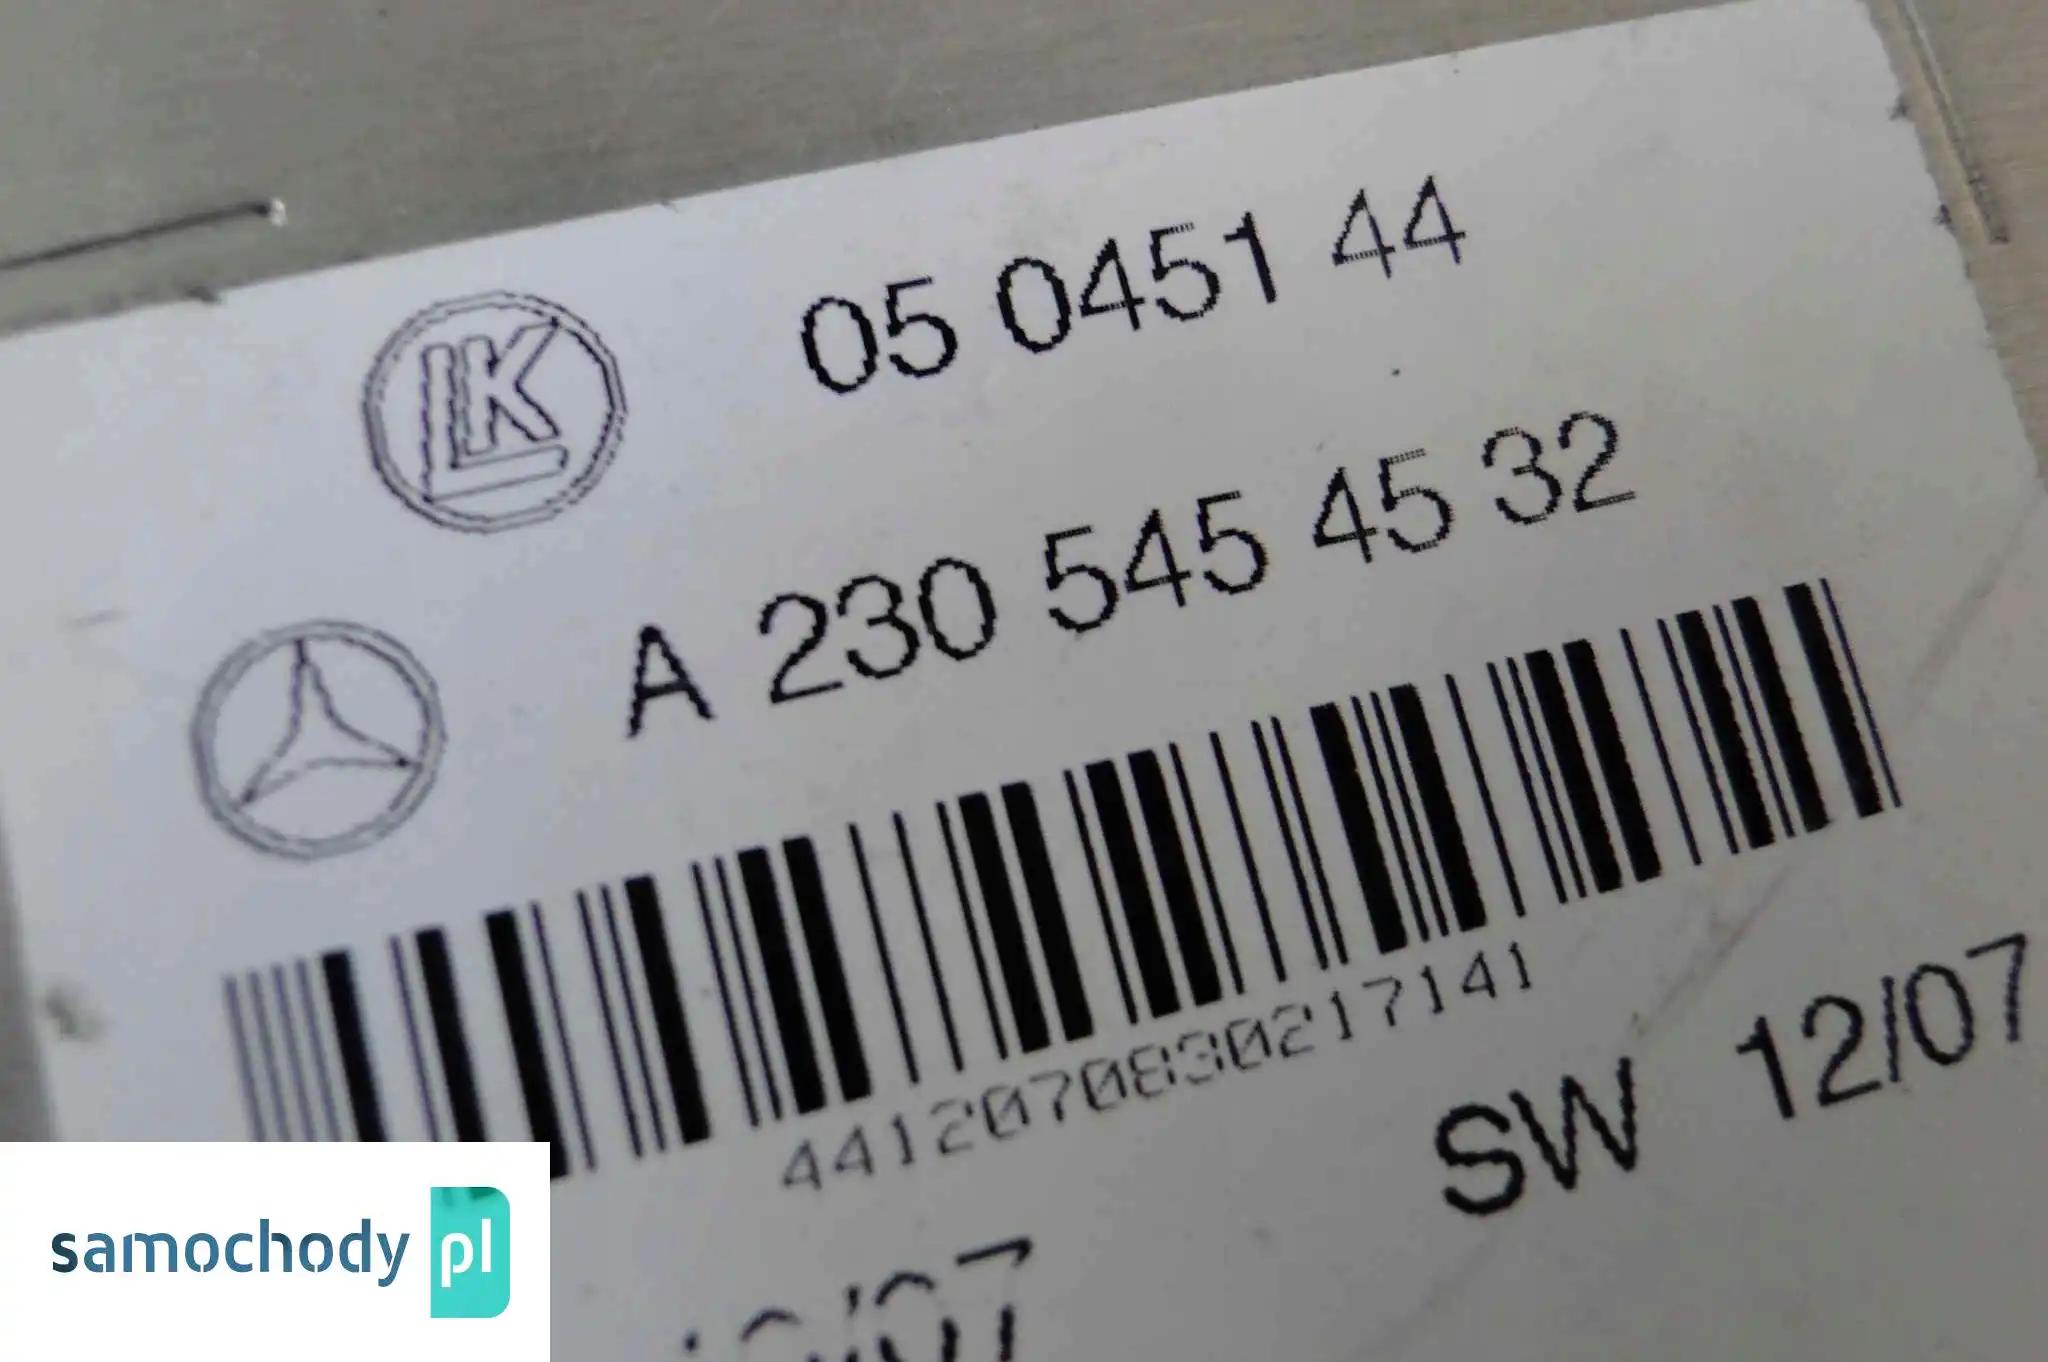 LK 05 0451 44
A 230 545 45 32
4412070830217141
SW 12/07
samochody pl